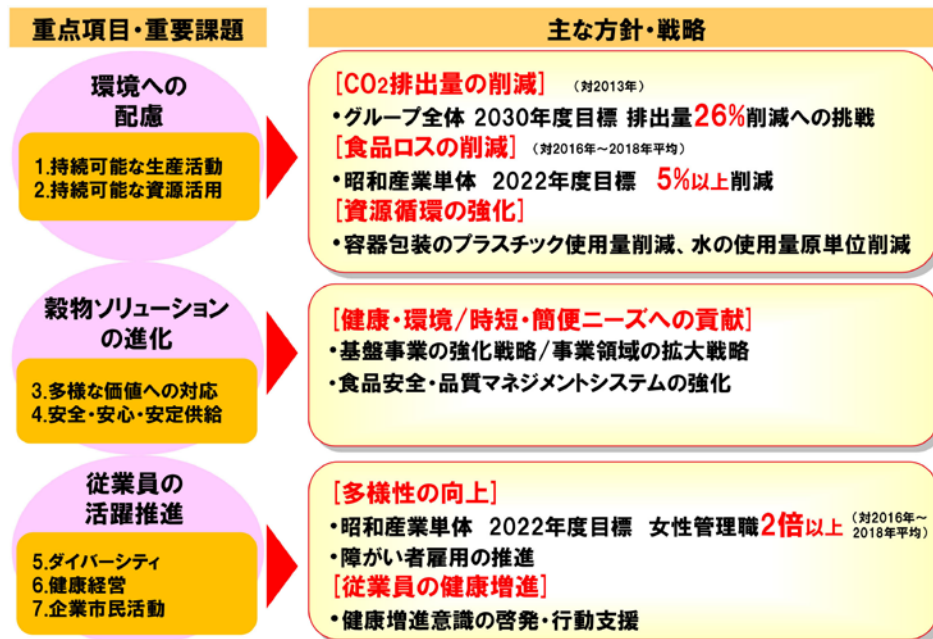 重点項目・重要課題
主な方針・戦略
環境への
配慮
1.持続可能な生産活動
2.持続可能な資源活用
[CO2排出量の削減] (対2013年)
・グループ全体 2030年度目標 排出量26%削減への挑戦
[食品ロスの削減] (対2016年～2018年平均)
・昭和産業単体 2022年度目標 5%以上削減
[資源循環の強化]
・容器包装のプラスチック使用量削減、水の使用量原単位削減
穀物ソリューション
の進化
3.多様な価値への対応
4.安全・安心・安定供給
[健康・環境/時短・簡便ニーズへの貢献]
・基盤事業の強化戦略/事業領域の拡大戦略
・食品安全・品質マネジメントシステムの強化
従業員の
活躍推進
5.ダイバーシティ
6.健康経営
7.企業市民活動
[多様性の向上]
・昭和産業単体 2022年度目標 女性管理職2倍以上 (対2016年～
2018年平均)
・障がい者雇用の推進
[従業員の健康増進]
・健康増進意識の啓発・行動支援